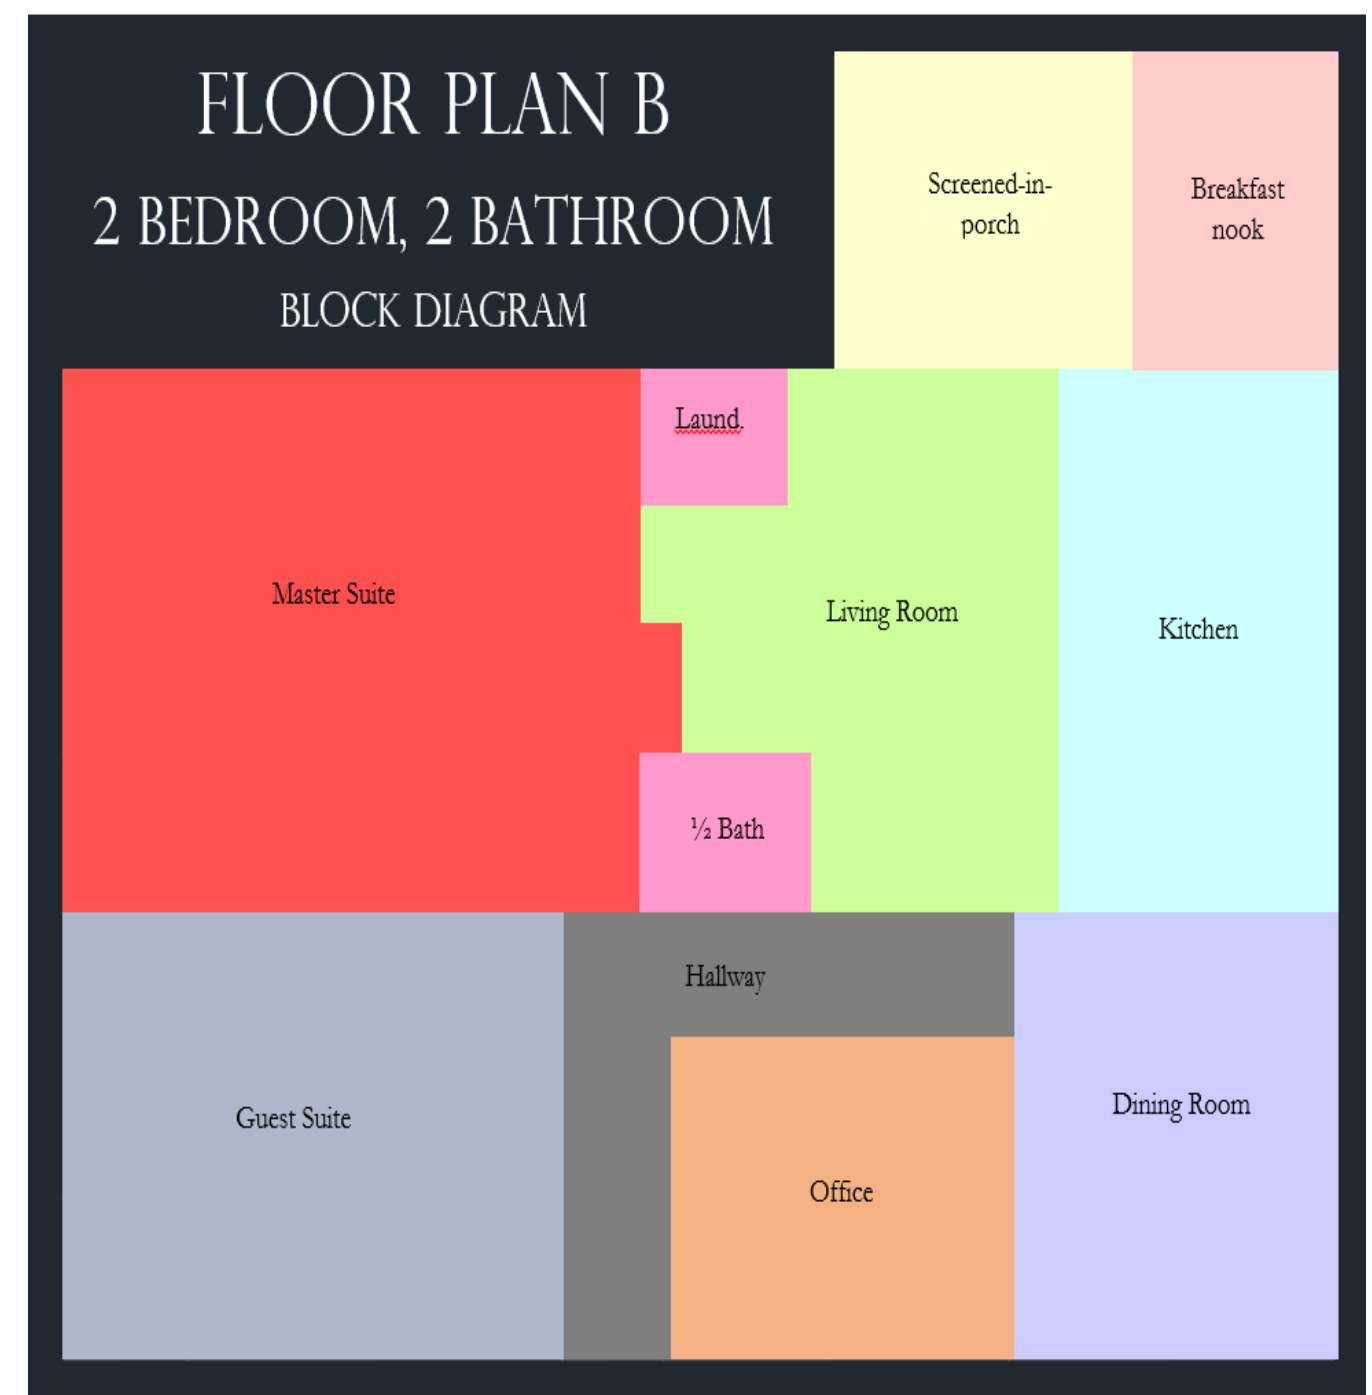 FLOOR PLAN B
2 BEDROOM, 2 BATHROOM
BLOCK DIAGRAM
Screened-in-
porch
Breakfast
nook
Laund.
Master Suite
Living Room
Kitchen
½ Bath
Hallway
Guest Suite
Dining Room
Office